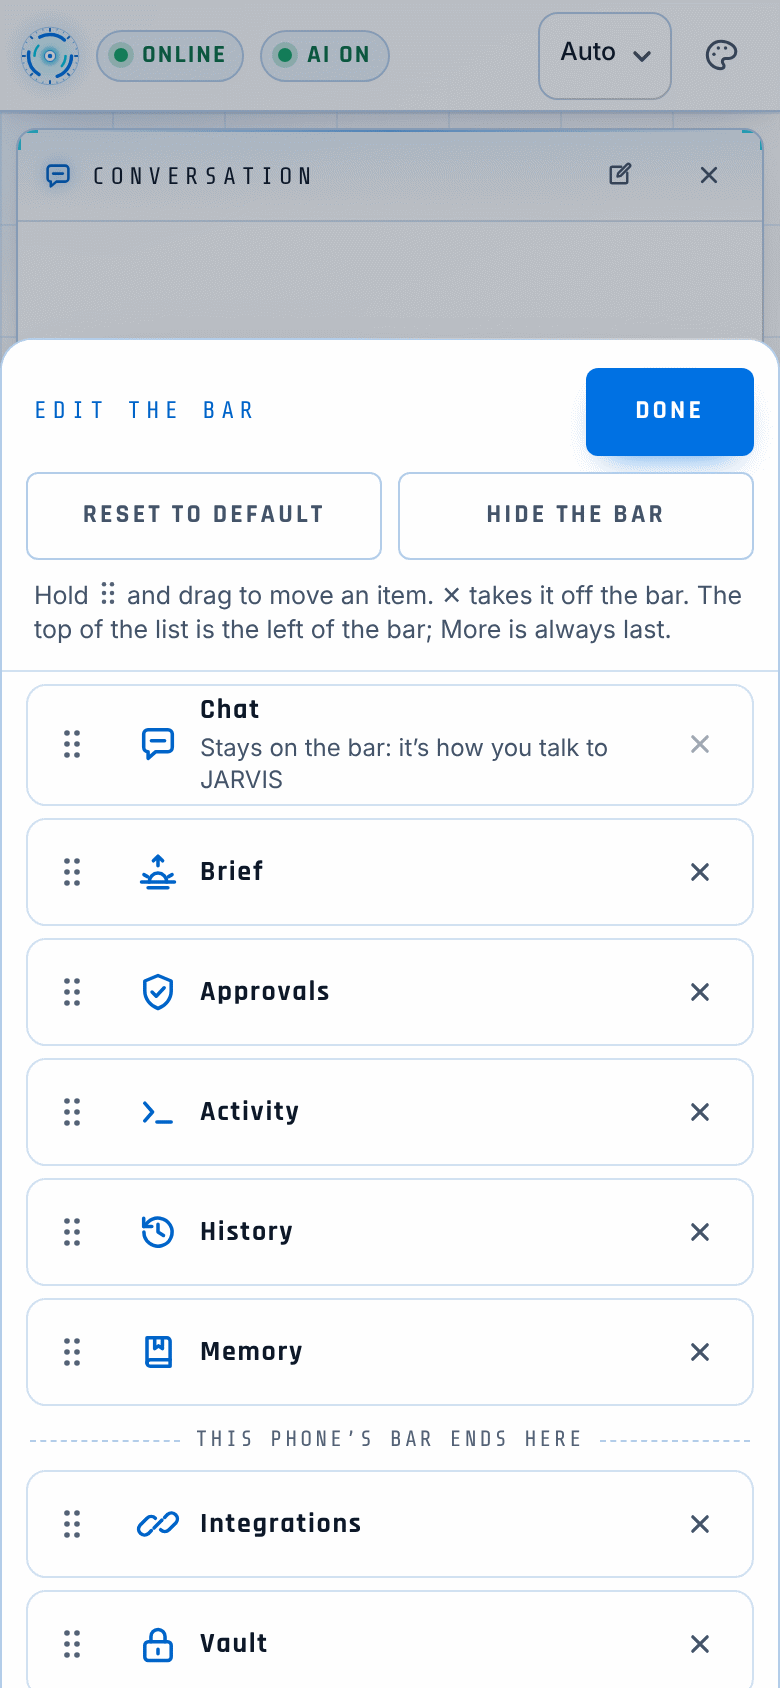 ONLINE
AI ON
Auto
CONVERSATION
EDIT THE BAR
DONE
RESET TO DEFAULT
HIDE THE BAR
Hold ⠿ and drag to move an item. ✕ takes it off the bar. The
top of the list is the left of the bar; More is always last.
Chat
Stays on the bar: it’s how you talk to
JARVIS
Brief
Approvals
Activity
History
Memory
THIS PHONE’S BAR ENDS HERE
Integrations
Vault